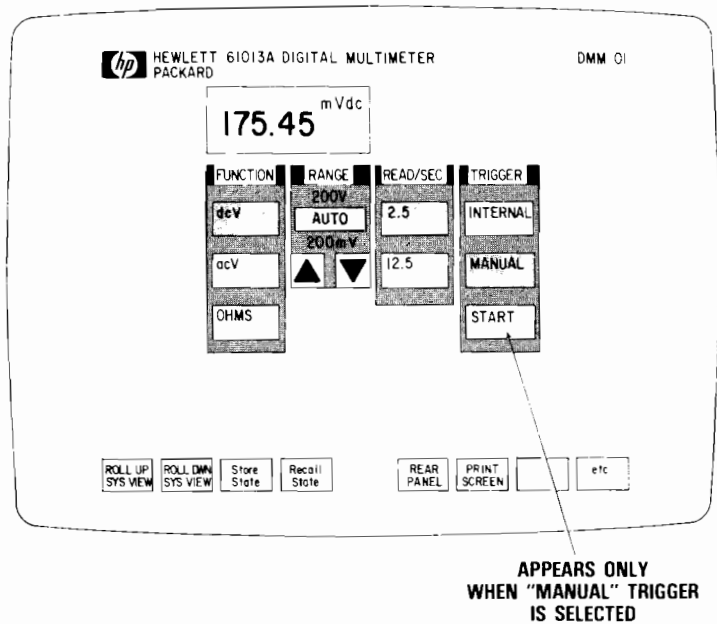 hp HEWLETT 61013A DIGITAL MULTIMETER DMM 01
PACKARD
175.45 mVdc
FUNCTION RANGE READ/SEC TRIGGER
200V
dcV AUTO 2.5 INTERNAL
200mV
acV 12.5 MANUAL
OHMS START
ROLL UP SYS VIEW
ROLL DWN SYS VIEW
Store State
Recall State
REAR PANEL
PRINT SCREEN
etc
APPEARS ONLY
WHEN "MANUAL" TRIGGER
IS SELECTED